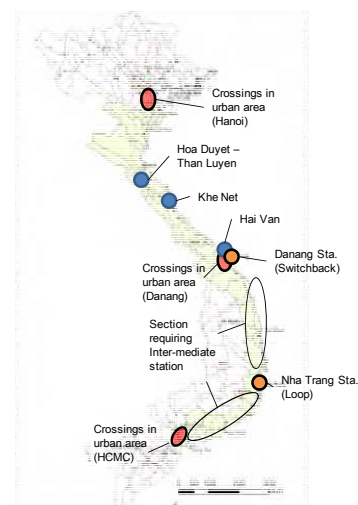 Crossings in
urban area
(Hanoi)
Hoa Duyet –
Than Luyen
Khe Net
Hai Van
Danang Sta.
(Switchback)
Crossings in
urban area
(Danang)
Section
requiring
Inter-mediate
station
Nha Trang Sta.
(Loop)
Crossings in
urban area
(HCMC)